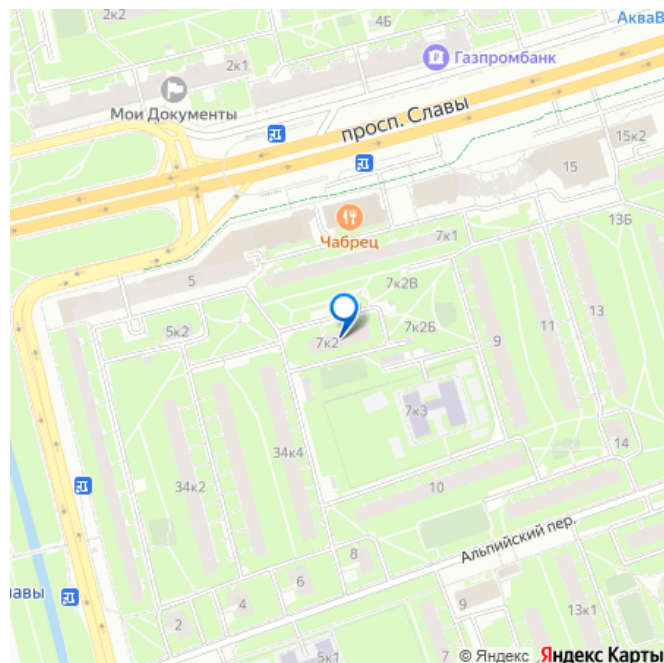 2к2
4Б
АкваВ
2к1
Газпромбанк
Мои Документы
просп. Славы
15к2
15
Чабрец
7к1
13Б
5
7к2В
5к2
7к2
7к2Б
9
11
13
7к3
34к4
34к2
10
14
Альпийский пер.
8
6
4
2
авы
9
13к1
5к1
7
© Яндекс Яндекс Карты